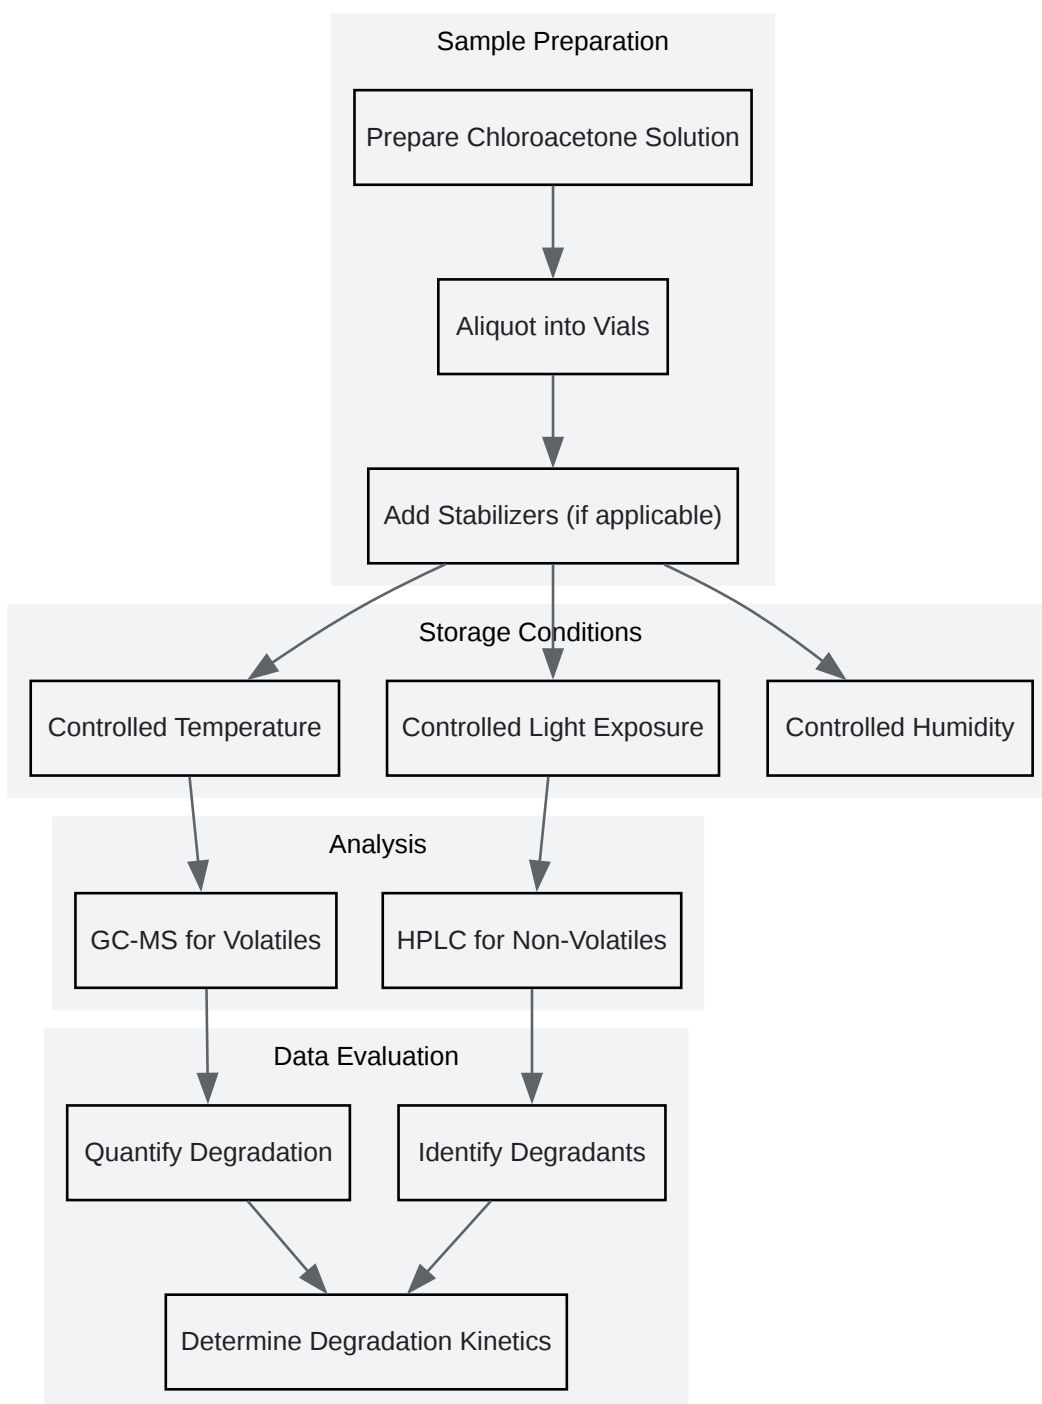 Sample Preparation
Prepare Chloroacetone Solution
Aliquot into Vials
Add Stabilizers (if applicable)
Storage Conditions
Controlled Temperature
Controlled Light Exposure
Controlled Humidity
Analysis
GC-MS for Volatiles
HPLC for Non-Volatiles
Data Evaluation
Quantify Degradation
Identify Degradants
Determine Degradation Kinetics